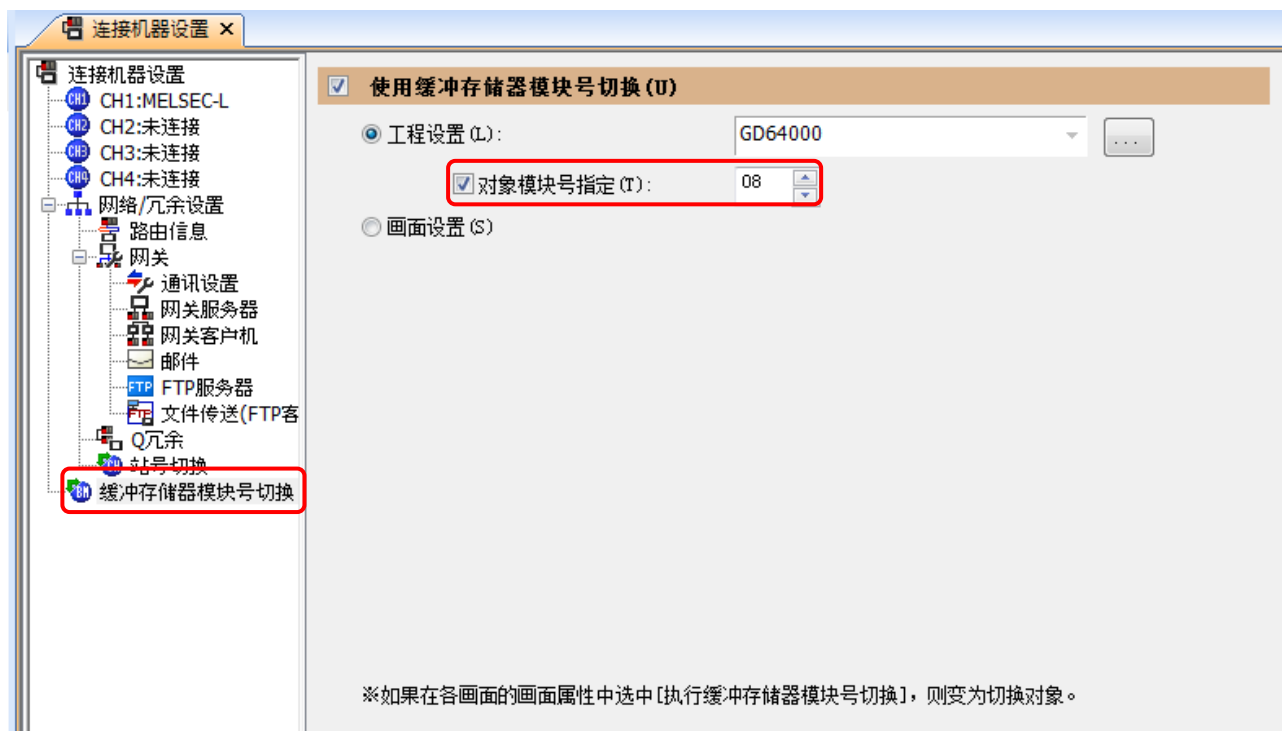 连接机器设置
连接机器设置
CH1:MELSEC-L
CH2:未连接
CH3:未连接
CH4:未连接
网络/冗余设置
路由信息
网关
通讯设置
网关服务器
网关客户机
邮件
FTP服务器
文件传送(FTP客
Q冗余
站号切换
缓冲存储器模块号切换
使用缓冲存储器模块号切换(U)
工程设置(L): GD64000 ...
对象模块号指定(T): 08
画面设置(S)
※如果在各画面的画面属性中选中[执行缓冲存储器模块号切换]，则变为切换对象。